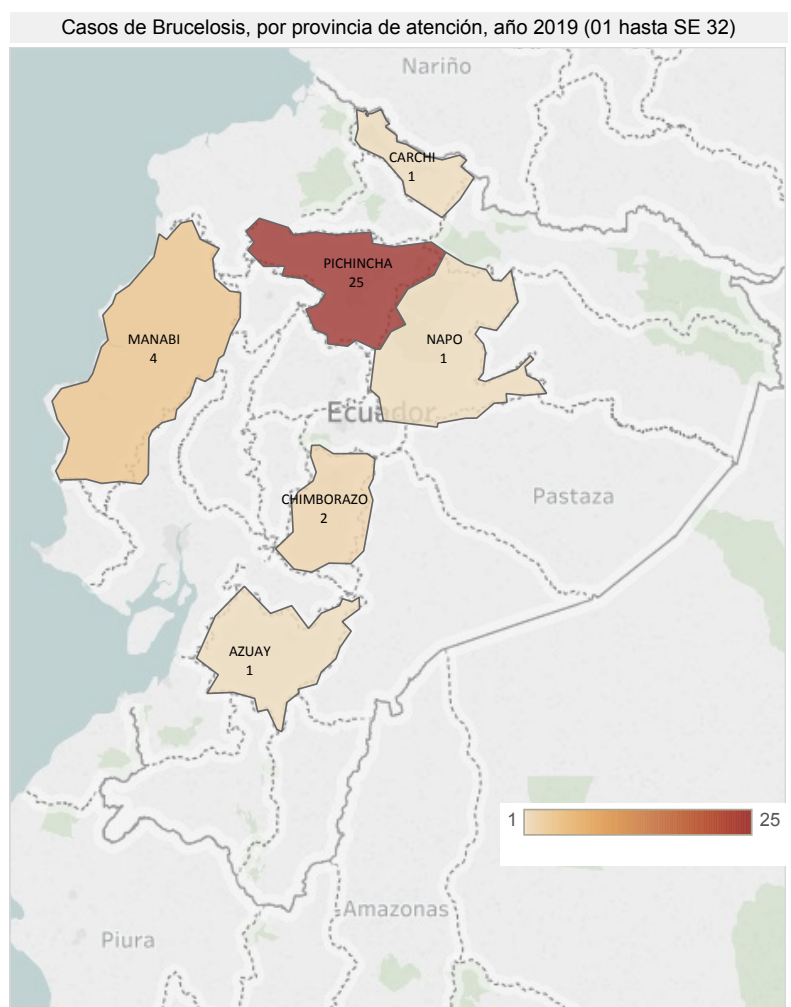 Casos de Brucelosis, por provincia de atención, año 2019 (01 hasta SE 32)
Nariño
CARCHI
1
PICHINCHA
25
MANABI
4
NAPO
1
Ecuador
CHIMBORAZO
2
Pastaza
AZUAY
1
1
25
Amazonas
Piura